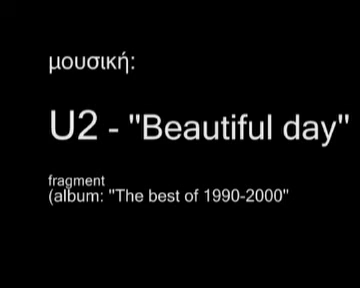 μουσική:
U2 - "Beautiful day"
fragment
(album: "The best of 1990-2000"